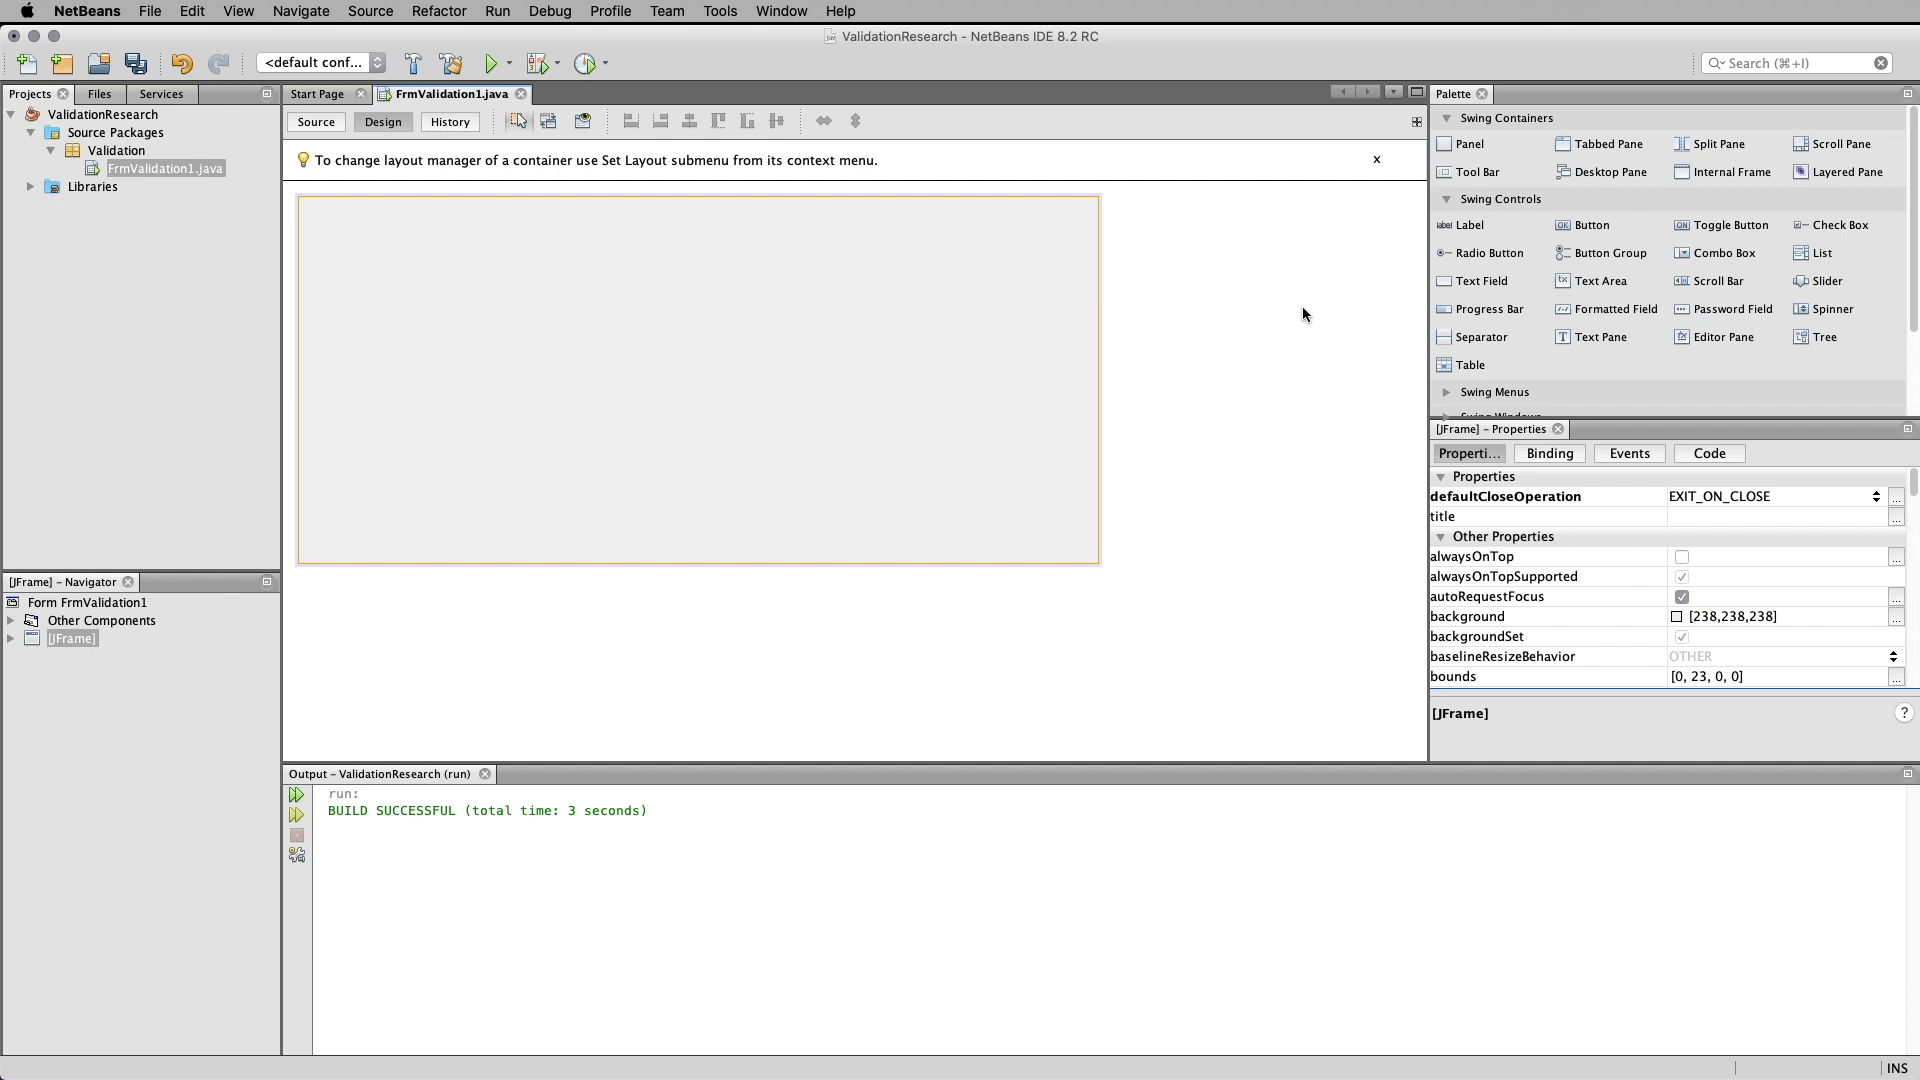 NetBeans File Edit View Navigate Source Refactor Run Debug Profile Team Tools Window Help
ValidationResearch - NetBeans IDE 8.2 RC
<default conf...
Search (⌘+I)
Projects Files Services
ValidationResearch
Source Packages
Validation
FrmValidation1.java
Libraries
[JFrame] - Navigator
Form FrmValidation1
Other Components
[JFrame]
Start Page FrmValidation1.java
Source Design History
To change layout manager of a container use Set Layout submenu from its context menu.
x
Palette
Swing Containers
Panel Tabbed Pane Split Pane Scroll Pane
Tool Bar Desktop Pane Internal Frame Layered Pane
Swing Controls
label Label OK Button ON Toggle Button Check Box
Radio Button Button Group Combo Box List
Text Field Text Area Scroll Bar Slider
Progress Bar Formatted Field Password Field Spinner
Separator Text Pane Editor Pane Tree
Table
Swing Menus
Swing Windows
[JFrame] - Properties
Properti... Binding Events Code
Properties
defaultCloseOperation EXIT_ON_CLOSE ...
title ...
Other Properties
alwaysOnTop ...
alwaysOnTopSupported
autoRequestFocus ...
background [238,238,238] ...
backgroundSet
baselineResizeBehavior OTHER
bounds [0, 23, 0, 0] ...
[JFrame] ?
Output - ValidationResearch (run)
run:
BUILD SUCCESSFUL (total time: 3 seconds)
INS